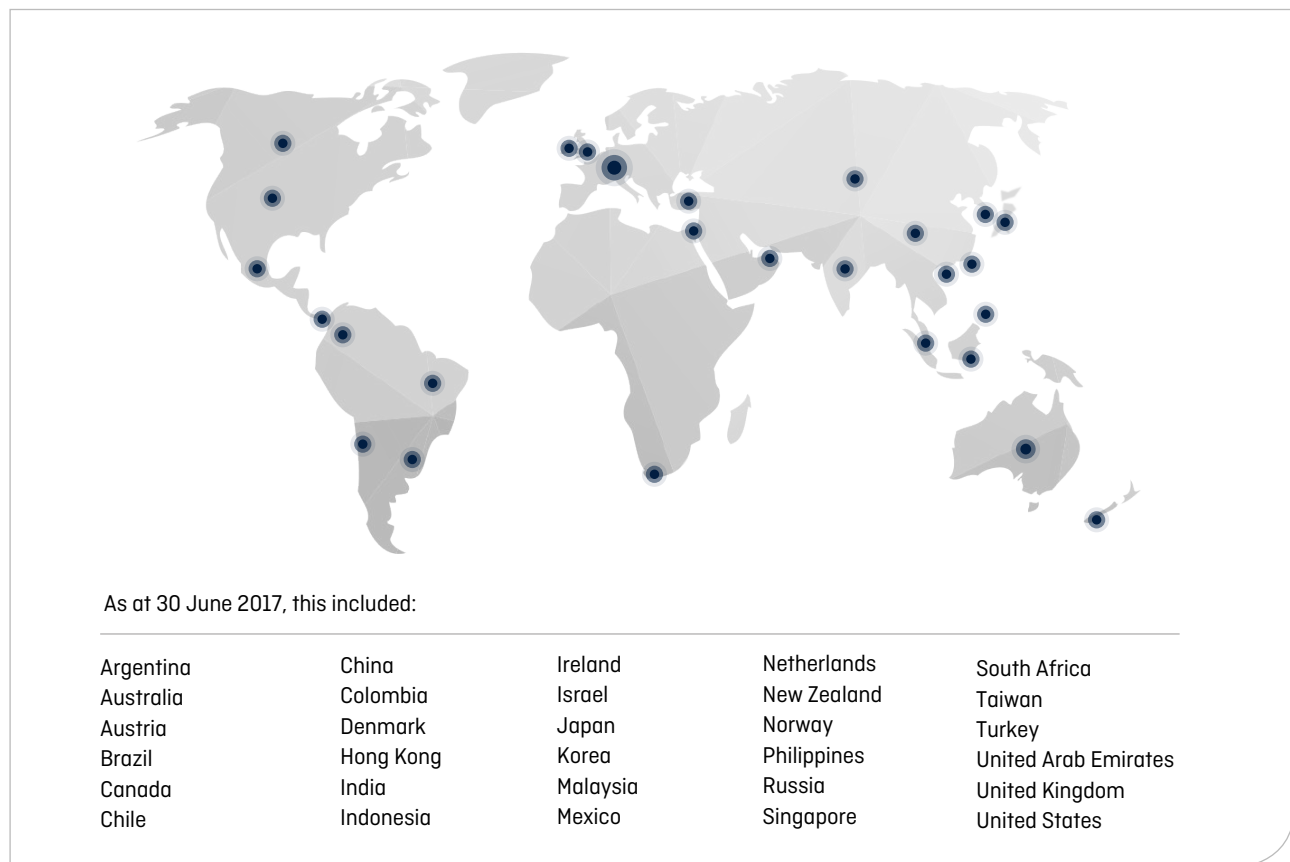 As at 30 June 2017, this included:
Argentina
Australia
Austria
Brazil
Canada
Chile
China
Colombia
Denmark
Hong Kong
India
Indonesia
Ireland
Israel
Japan
Korea
Malaysia
Mexico
Netherlands
New Zealand
Norway
Philippines
Russia
Singapore
South Africa
Taiwan
Turkey
United Arab Emirates
United Kingdom
United States